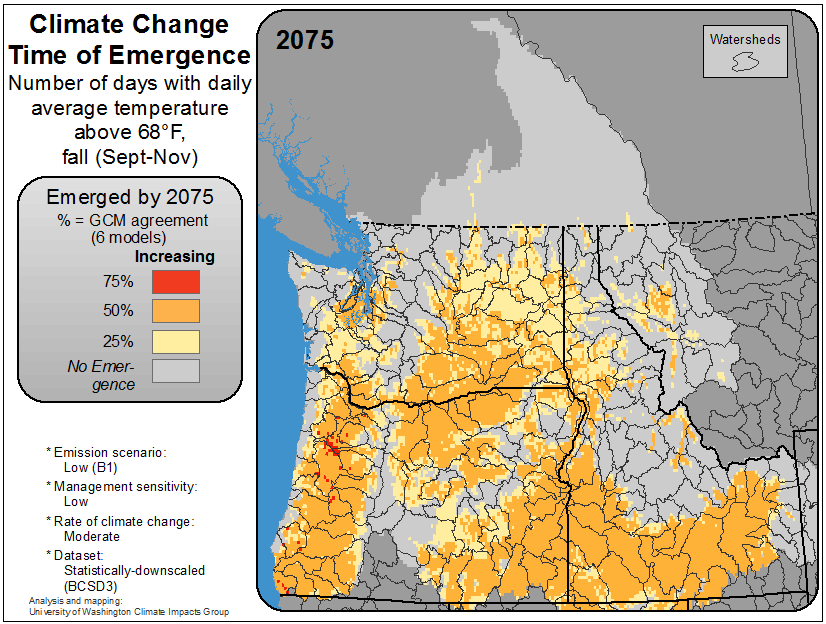 Climate Change
Time of Emergence
Number of days with daily
average temperature
above 68°F,
fall (Sept-Nov)
Emerged by 2075
% = GCM agreement
(6 models)
Increasing
75%
50%
25%
No Emer-
gence
* Emission scenario:
Low (B1)
* Management sensitivity:
Low
* Rate of climate change:
Moderate
* Dataset:
Statistically-downscaled
(BCSD3)
Analysis and mapping:
University of Washington Climate Impacts Group
2075
Watersheds